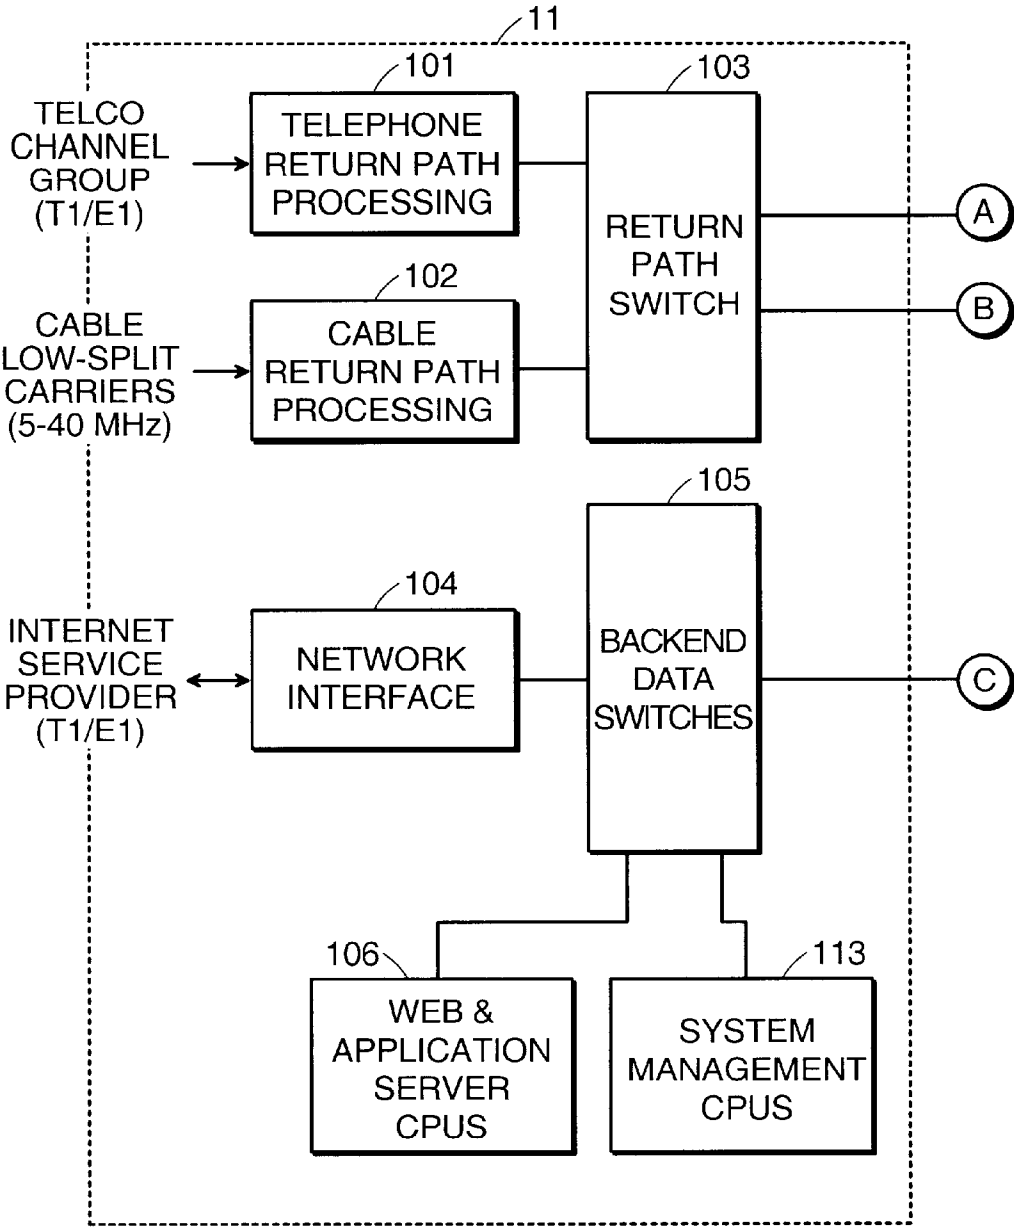 11
101
103
TELCO
CHANNEL
GROUP
(T1/E1)
TELEPHONE
RETURN PATH
PROCESSING
RETURN
PATH
SWITCH
A
102
CABLE
LOW-SPLIT
CARRIERS
(5-40 MHz)
CABLE
RETURN PATH
PROCESSING
B
105
104
INTERNET
SERVICE
PROVIDER
(T1/E1)
NETWORK
INTERFACE
BACKEND
DATA
SWITCHES
C
106
113
WEB &
APPLICATION
SERVER
CPUS
SYSTEM
MANAGEMENT
CPUS